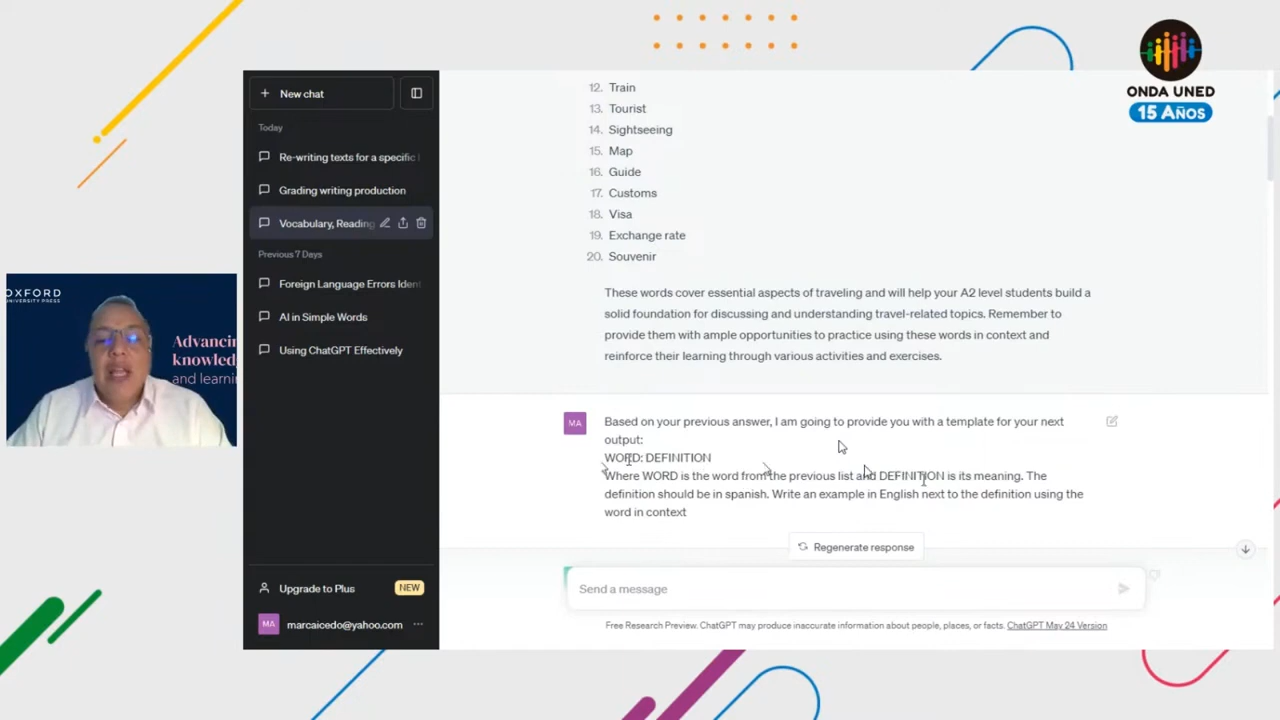 ONDA UNED
15 AÑOS
New chat
Today
Re-writing texts for a specific
Grading writing production
Vocabulary, Reading
Previous 7 Days
Foreign Language Errors Iden
AI in Simple Words
Using ChatGPT Effectively
Upgrade to Plus
NEW
MA
marcaicedo@yahoo.com
OXFORD
UNIVERSITY PRESS
Advancin
knowled
and learnin
12. Train
13. Tourist
14. Sightseeing
15. Map
16. Guide
17. Customs
18. Visa
19. Exchange rate
20. Souvenir
These words cover essential aspects of traveling and will help your A2 level students build a
solid foundation for discussing and understanding travel-related topics. Remember to
provide them with ample opportunities to practice using these words in context and
reinforce their learning through various activities and exercises.
MA
Based on your previous answer, I am going to provide you with a template for your next
output:
WORD: DEFINITION
Where WORD is the word from the previous list and DEFINITION is its meaning. The
definition should be in spanish. Write an example in English next to the definition using the
word in context
Regenerate response
Send a message
Free Research Preview. ChatGPT may produce inaccurate information about people, places, or facts. ChatGPT May 24 Version